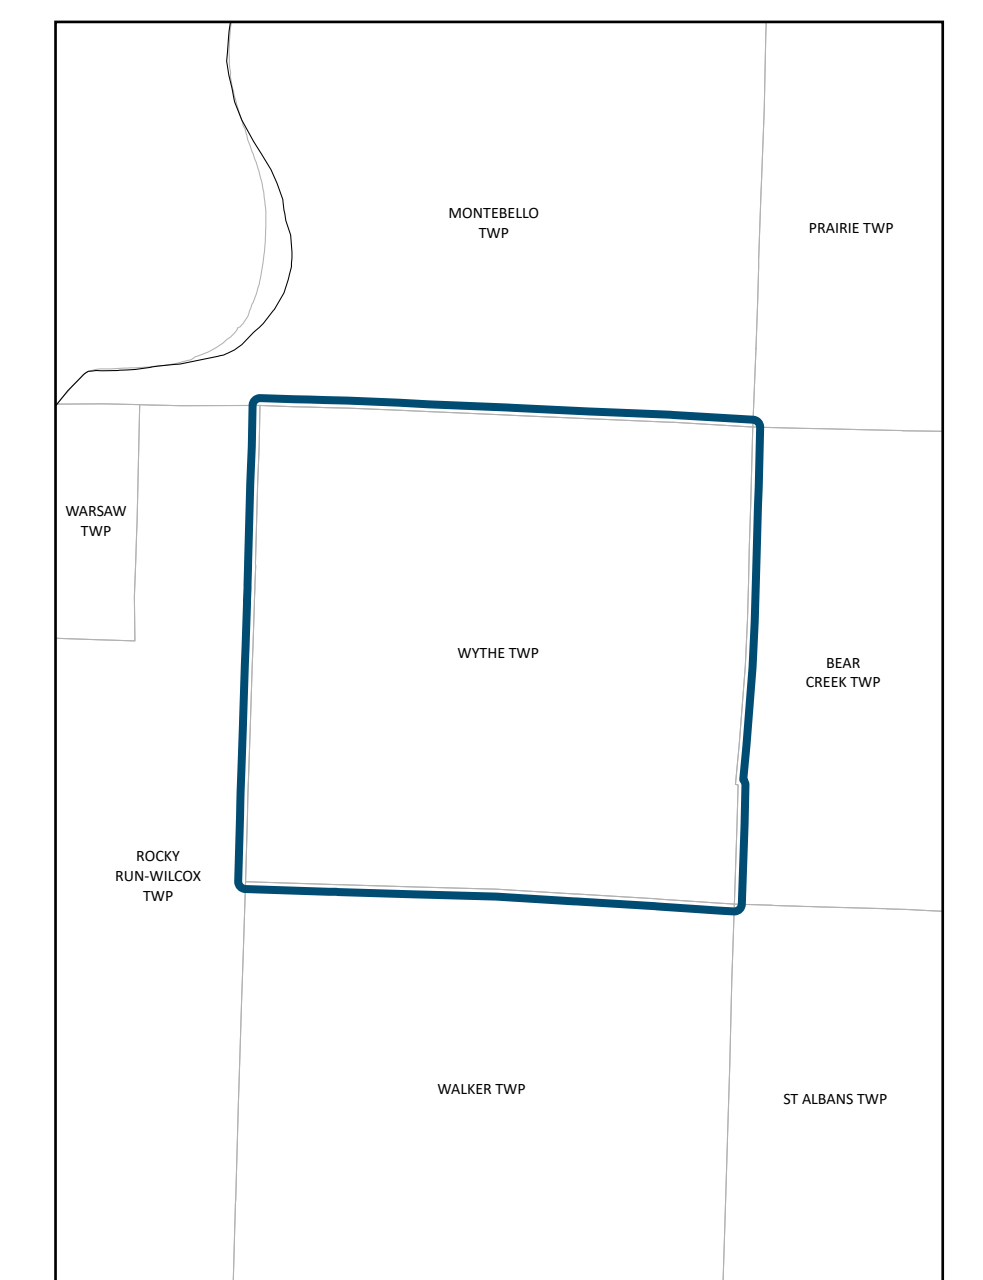 MONTEBELLO
TWP
PRAIRIE TWP
WARSAW
TWP
WYTHE TWP
BEAR
CREEK TWP
ROCKY
RUN-WILCOX
TWP
WALKER TWP
ST ALBANS TWP